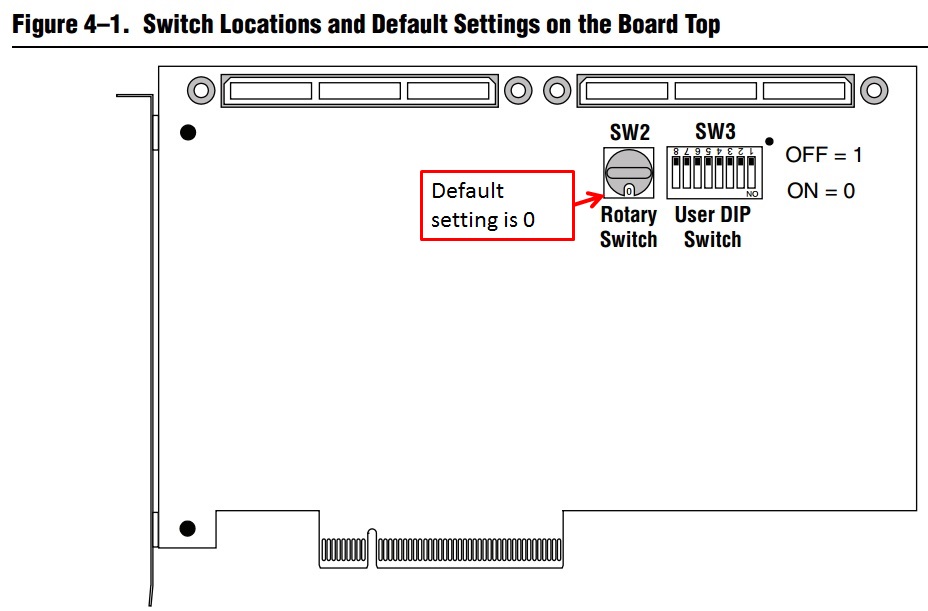 Figure 4–1. Switch Locations and Default Settings on the Board Top
SW2
SW3
8 7 6 5 4 3 2 1
OFF = 1
ON = 0
ON
0
Default
setting is 0
Rotary
Switch
User DIP
Switch